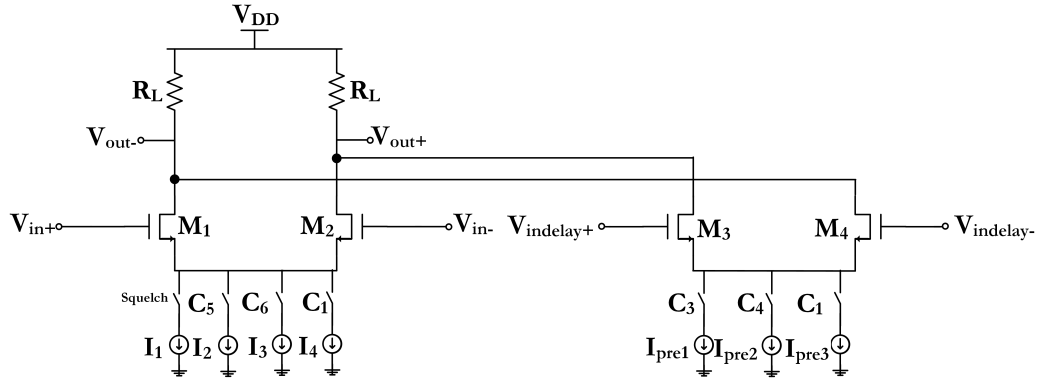 VDD
RL RL
Vout- Vout+
Vin+ M1 M2 Vin- Vindelay+ M3 M4 Vindelay-
Squelch C5 C6 C1 C3 C4 C1
I1 I2 I3 I4 Ipre1 Ipre2 Ipre3